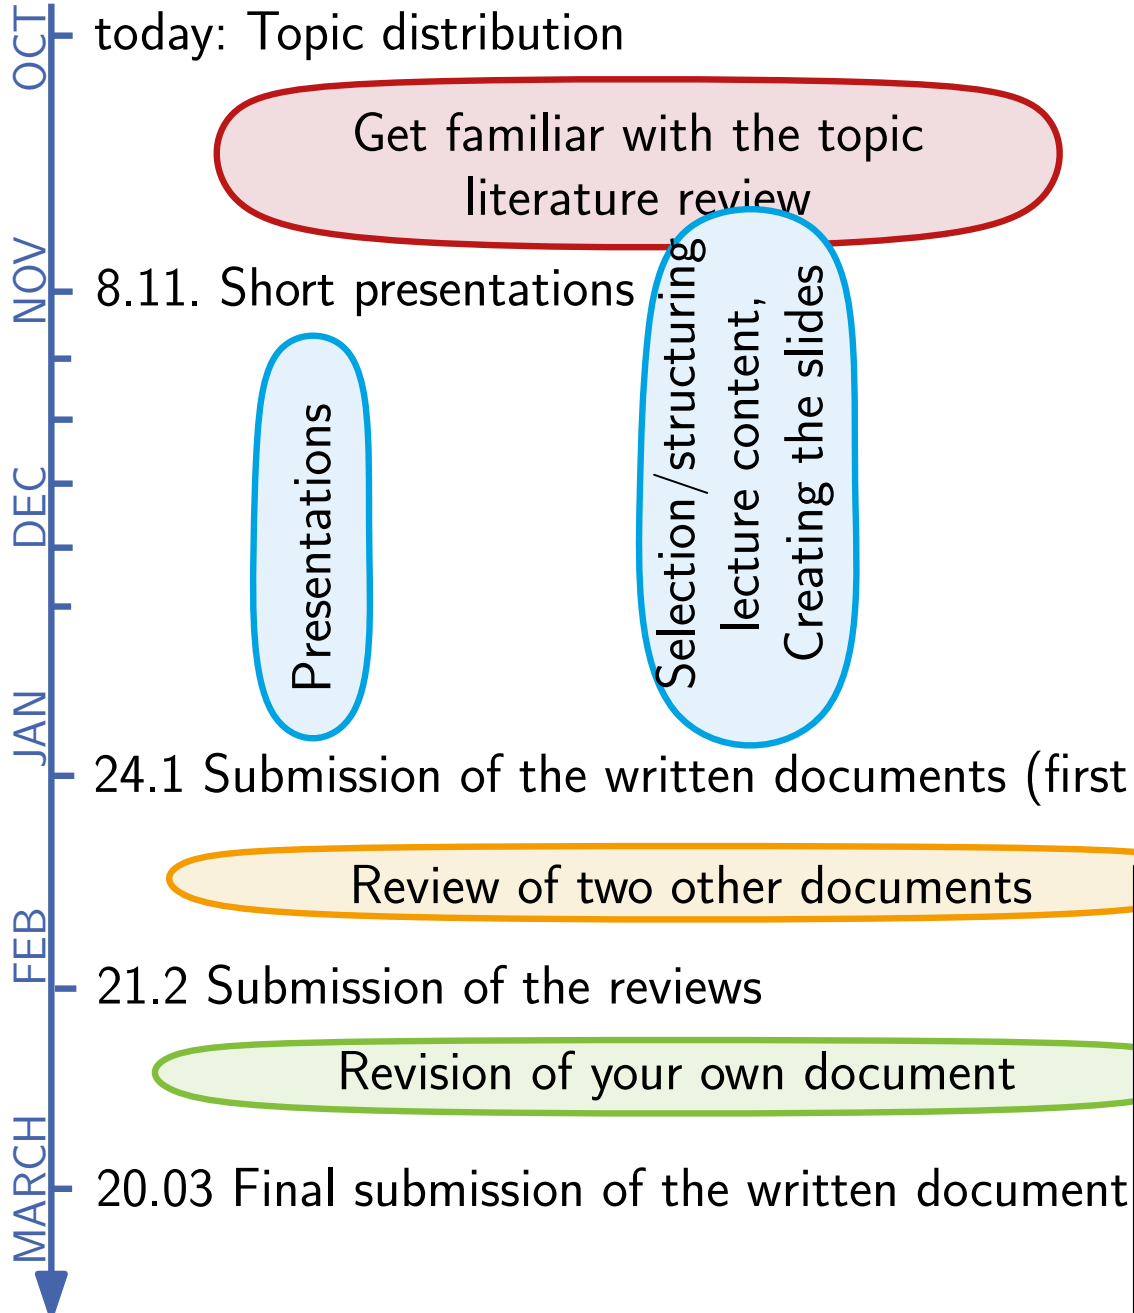 OCT
today: Topic distribution
Get familiar with the topic
literature review
NOV
8.11. Short presentations
Presentations
Selection/structuring
lecture content,
Creating the slides
DEC
JAN
24.1 Submission of the written documents (first
Review of two other documents
FEB
21.2 Submission of the reviews
Revision of your own document
MARCH
20.03 Final submission of the written document